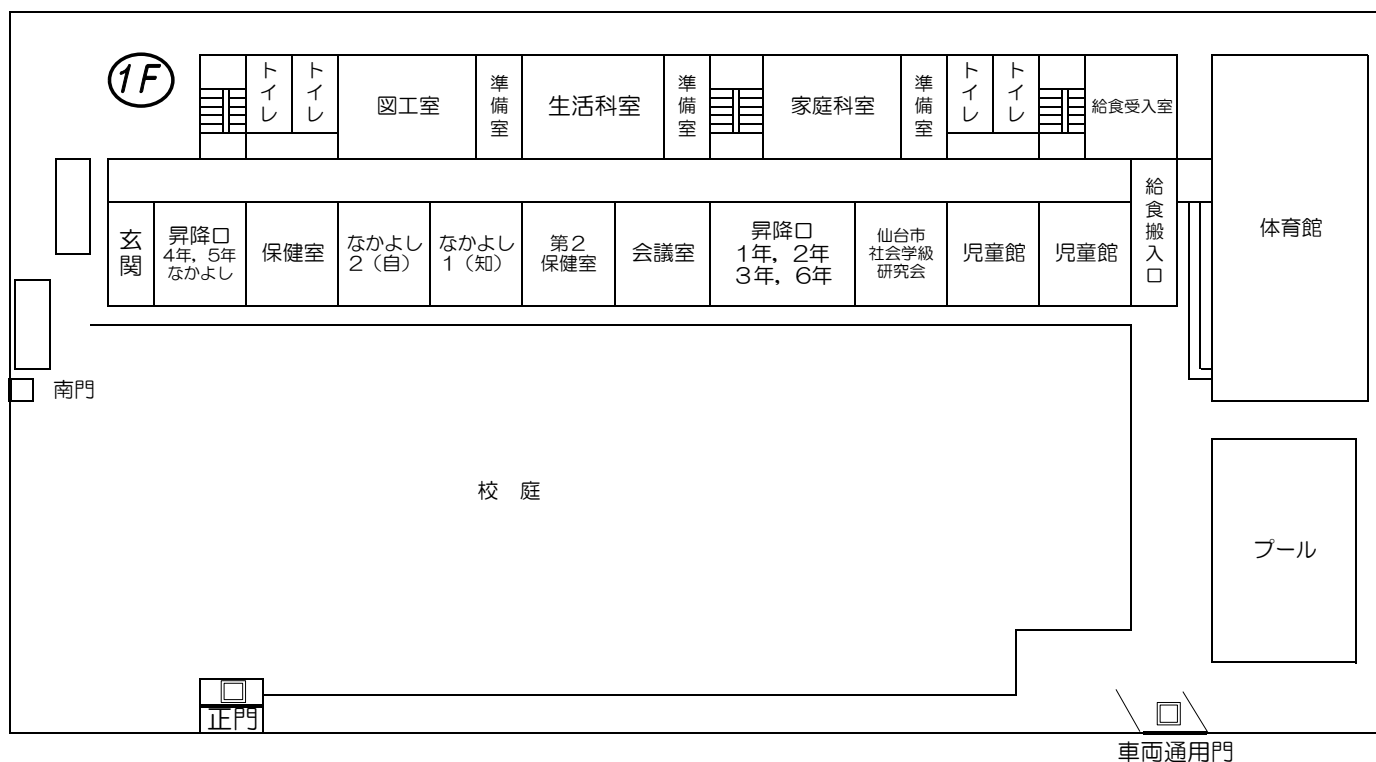 1F
トイレ
トイレ
図工室
準備室
生活科室
準備室
家庭科室
準備室
トイレ
トイレ
給食受入室
玄関
昇降口
4年，5年
なかよし
保健室
なかよし
2（自）
なかよし
1（知）
第2
保健室
会議室
昇降口
1年，2年
3年，6年
仙台市
社会学級
研究会
児童館
児童館
給食搬入口
体育館
南門
校 庭
プール
正門
車両通用門